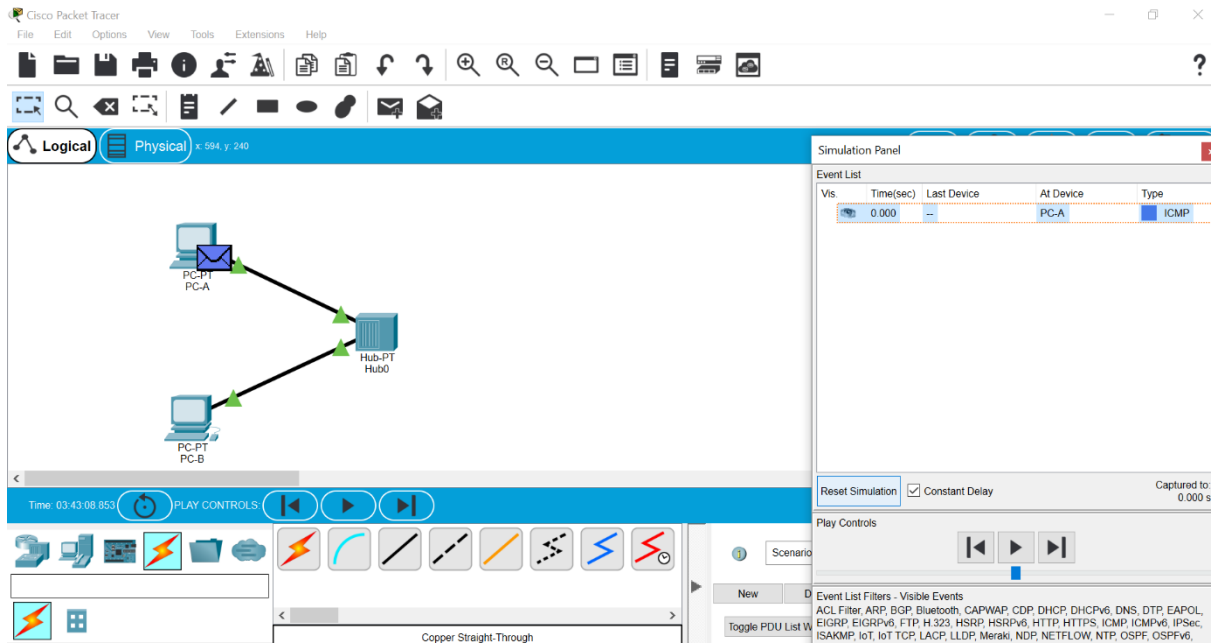 Cisco Packet Tracer
File Edit Options View Tools Extensions Help
R
?
Logical Physical x: 594, y: 240
Simulation Panel
x
Event List
Vis. Time(sec) Last Device At Device Type
0.000 -- PC-A ICMP
PC-PT
PC-A
Hub-PT
Hub0
PC-PT
PC-B
Reset Simulation Constant Delay Captured to:
0.000 s
Time: 03:43:08.853 PLAY CONTROLS:
Play Controls
Scenario
New D
Toggle PDU List W
Event List Filters - Visible Events
ACL Filter, ARP, BGP, Bluetooth, CAPWAP, CDP, DHCP, DHCPv6, DNS, DTP, EAPOL,
EIGRP, EIGRPv6, FTP, H.323, HSRP, HSRPv6, HTTP, HTTPS, ICMP, ICMPv6, IPSec,
ISAKMP, IoT, IoT TCP, LACP, LLDP, Meraki, NDP, NETFLOW, NTP, OSPF, OSPFv6,
Copper Straight-Through